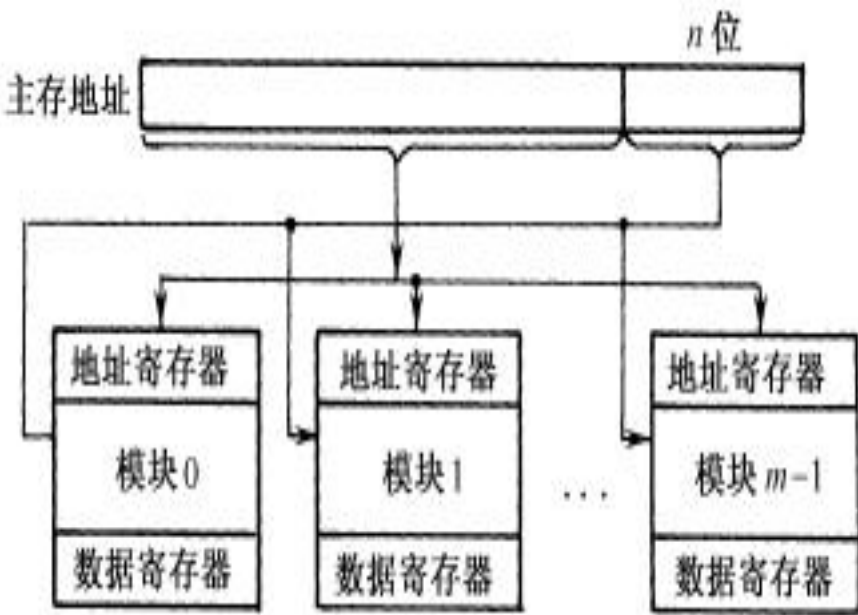 n位
主存地址
地址寄存器 地址寄存器 地址寄存器
模块0 模块1 ... 模块m-1
数据寄存器 数据寄存器 数据寄存器